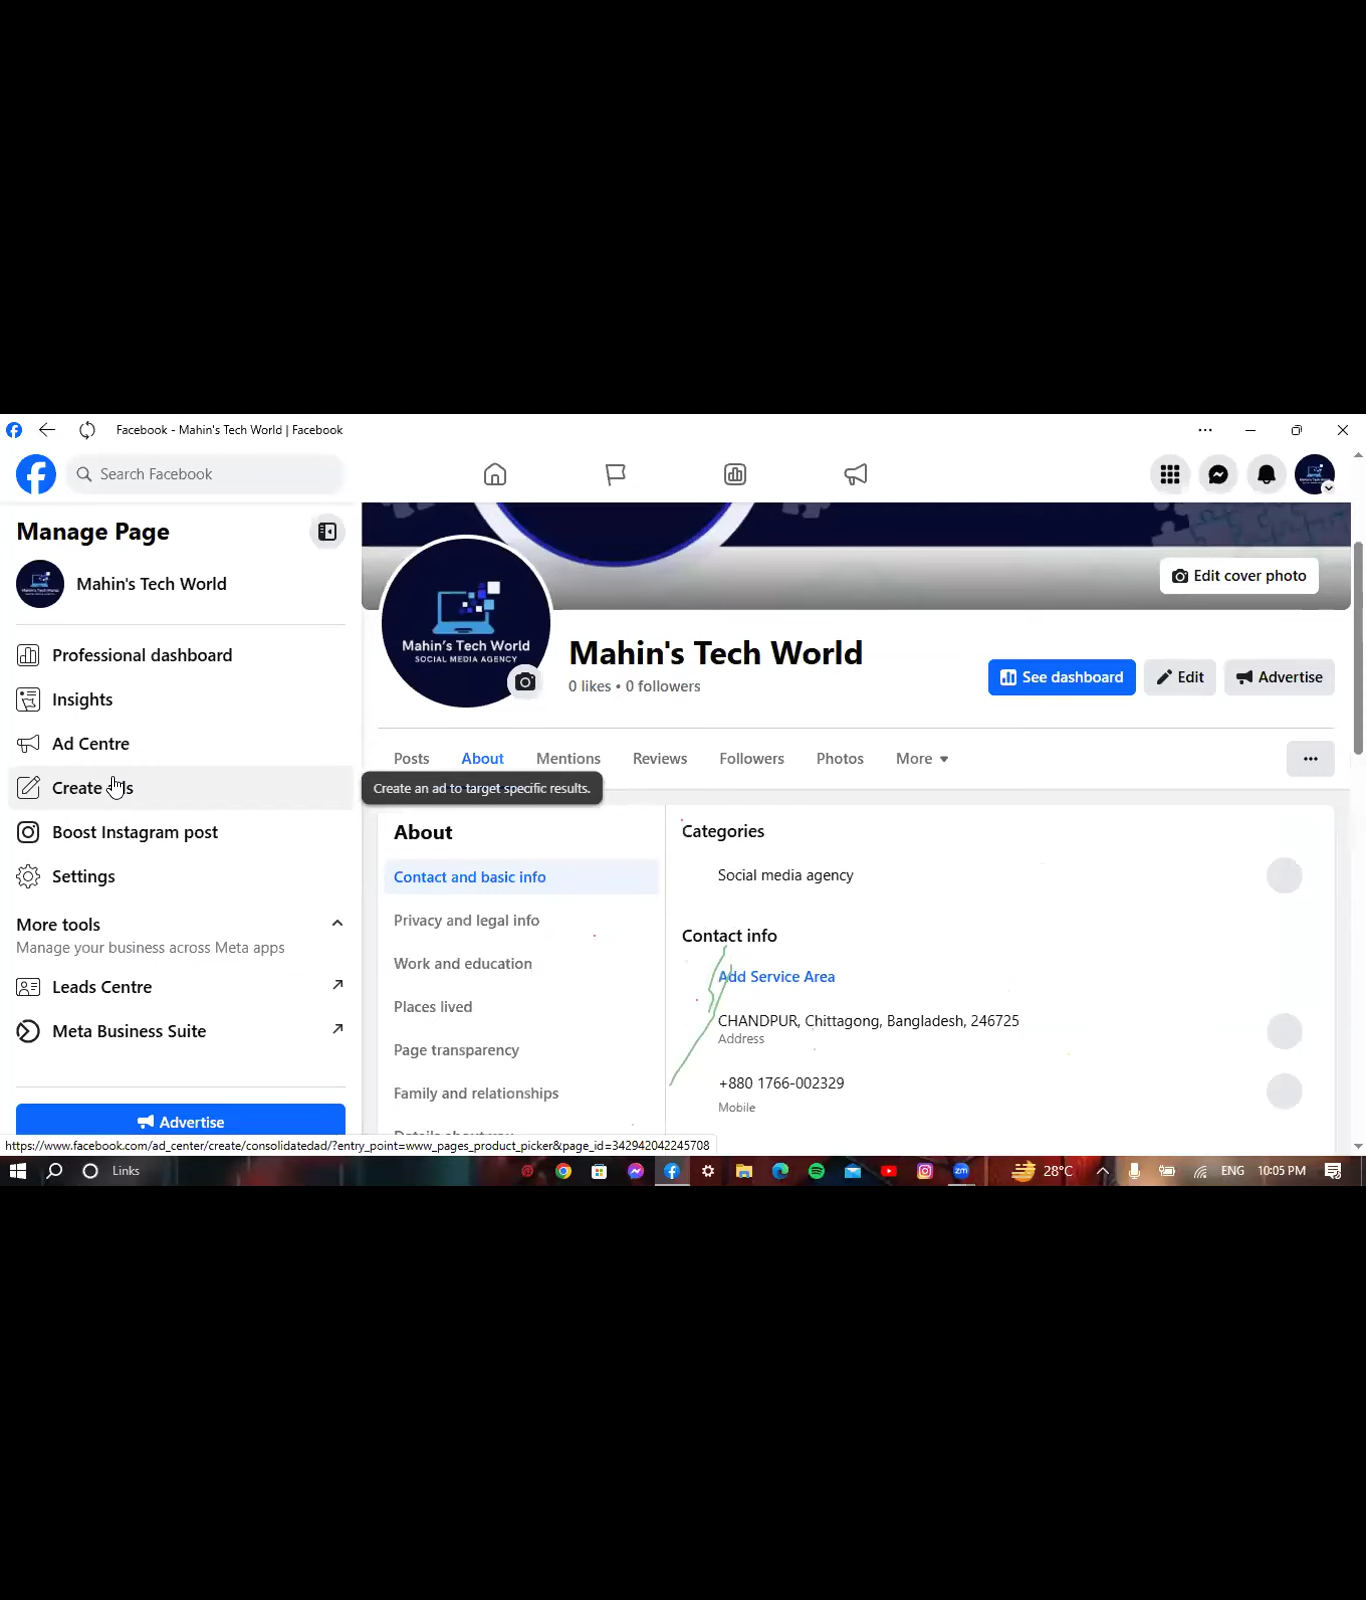 Facebook - Mahin's Tech World | Facebook
Search Facebook
Manage Page
Mahin's Tech World
Professional dashboard
Insights
Ad Centre
Create
Boost Instagram post
Settings
More tools
Manage your business across Meta apps
Leads Centre
Meta Business Suite
Advertise
Edit cover photo
Mahin's Tech World
SOCIAL MEDIA AGENCY
Mahin's Tech World
0 likes • 0 followers
See dashboard
Edit
Advertise
Posts About Mentions Reviews Followers Photos More
Create an ad to target specific results.
About
Contact and basic info
Privacy and legal info
Work and education
Places lived
Page transparency
Family and relationships
Categories
Social media agency
Contact info
Add Service Area
CHANDPUR, Chittagong, Bangladesh, 246725
Address
+880 1766-002329
Mobile
https://www.facebook.com/ad_center/create/consolidatedad/?entry_point=www_pages_product_picker&page_id=342942042245708
Links
zm
28°C
ENG
10:05 PM